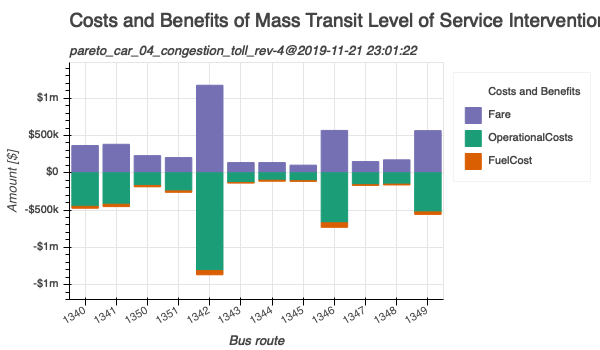 Costs and Benefits of Mass Transit Level of Service Intervention
pareto_car_04_congestion_toll_rev-4@2019-11-21 23:01:22
Costs and Benefits
Fare
OperationalCosts
FuelCost
Amount [$]
$1m
$500k
$0
-$500k
-$1m
-$1m
1340
1341
1350
1351
1342
1343
1344
1345
1346
1347
1348
1349
Bus route